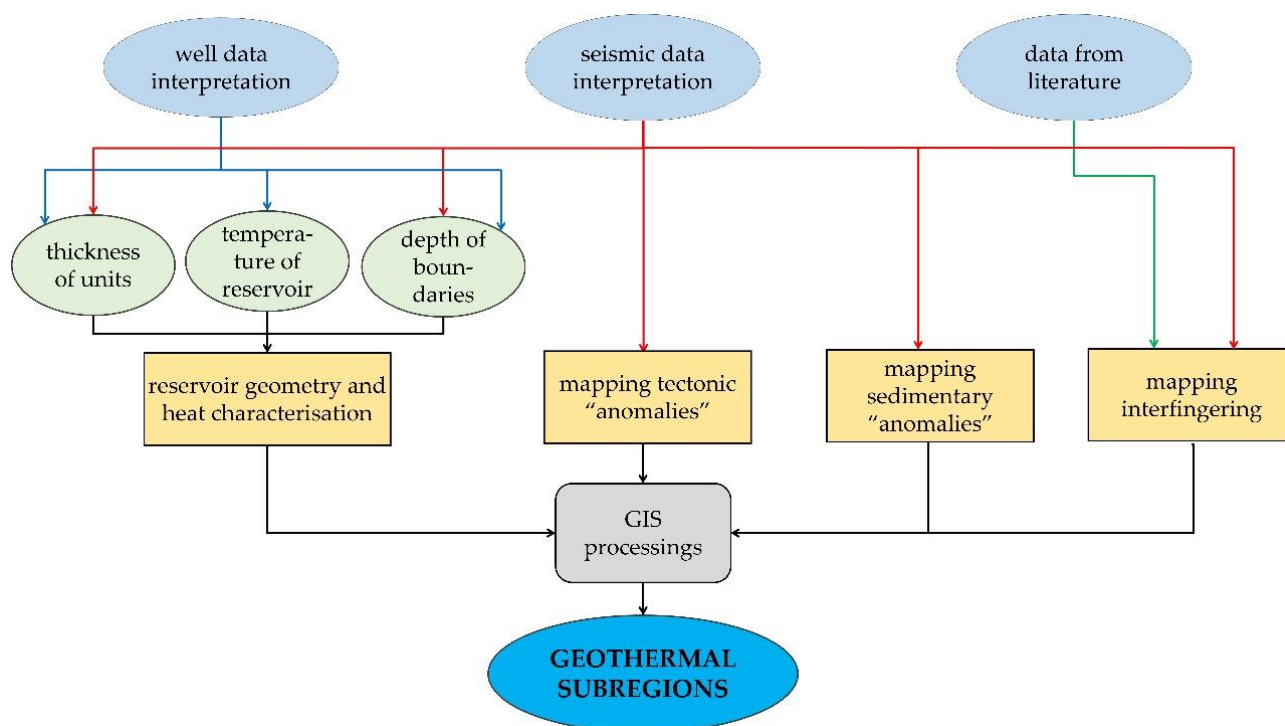 well data
interpretation
seismic data
interpretation
data from
literature
thickness
of units
tempera-
ture of
reservoir
depth of
boun-
daries
reservoir geometry and
heat characterisation
mapping tectonic
“anomalies”
mapping
sedimentary
“anomalies”
mapping
interfingering
GIS
processings
GEOTHERMAL
SUBREGIONS